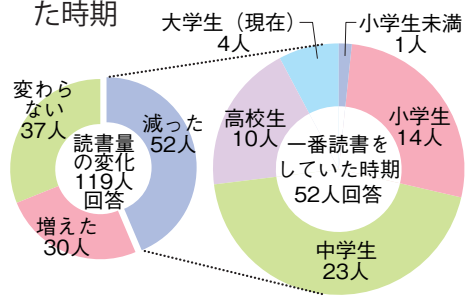 た時期
変わら
ない
37人
減った
52人
増えた
30人
読書量
の変化
119人
回答
大学生（現在）
4人
小学生未満
1人
高校生
10人
小学生
14人
中学生
23人
一番読書を
していた時期
52人回答